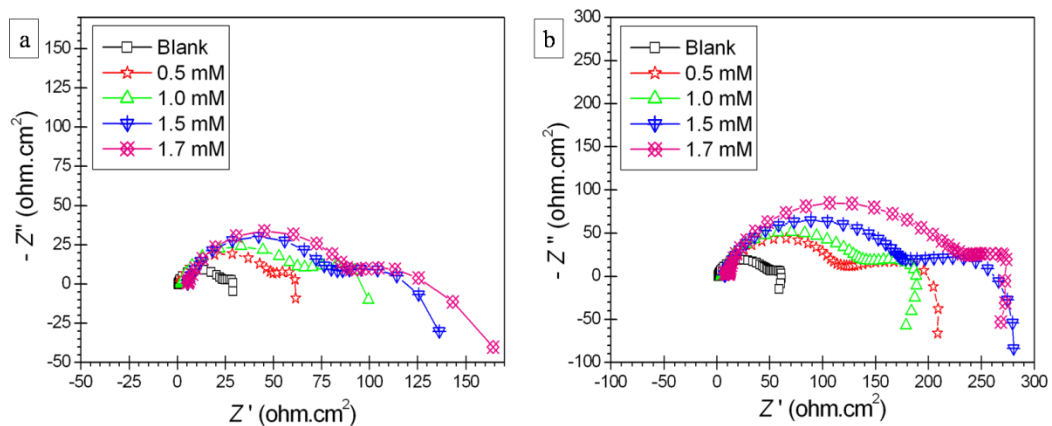 a
Blank
0.5 mM
1.0 mM
1.5 mM
1.7 mM
- Z" (ohm.cm²)
150
125
100
75
50
25
0
-25
-50
-50 -25 0 25 50 75 100 125 150
Z' (ohm.cm²)
b
Blank
0.5 mM
1.0 mM
1.5 mM
1.7 mM
- Z" (ohm.cm²)
300
250
200
150
100
50
0
-50
-100
-100 -50 0 50 100 150 200 250 300
Z' (ohm.cm²)